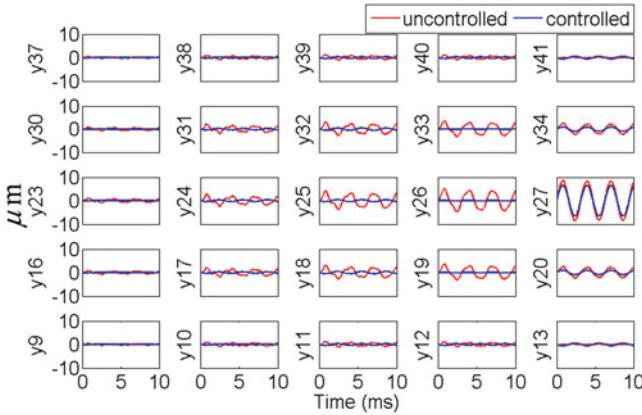 uncontrolled controlled
10 0 -10 y37 y38 y39 y40 y41
10 0 -10 y30 y31 y32 y33 y34
μm
10 0 -10 y23 y24 y25 y26 y27
10 0 -10 y16 y17 y18 y19 y20
10 0 -10 y9 y10 y11 y12 y13
0 5 10 0 5 10 0 5 10 0 5 10 0 5 10
Time (ms)